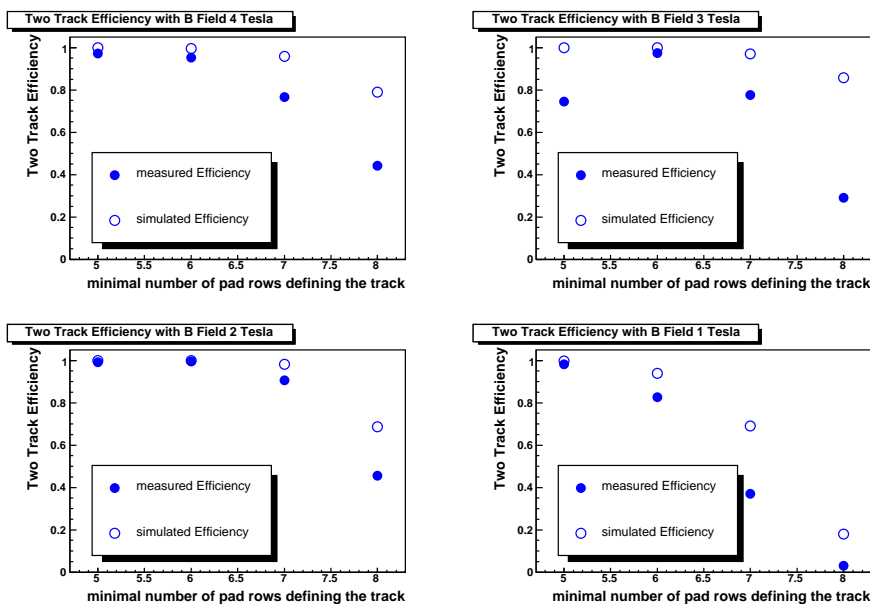 Two Track Efficiency with B Field 4 Tesla
Two Track Efficiency
1
0.8
0.6
0.4
0.2
0
measured Efficiency
simulated Efficiency
5 5.5 6 6.5 7 7.5 8
minimal number of pad rows defining the track
Two Track Efficiency with B Field 3 Tesla
Two Track Efficiency
1
0.8
0.6
0.4
0.2
0
measured Efficiency
simulated Efficiency
5 5.5 6 6.5 7 7.5 8
minimal number of pad rows defining the track
Two Track Efficiency with B Field 2 Tesla
Two Track Efficiency
1
0.8
0.6
0.4
0.2
0
measured Efficiency
simulated Efficiency
5 5.5 6 6.5 7 7.5 8
minimal number of pad rows defining the track
Two Track Efficiency with B Field 1 Tesla
Two Track Efficiency
1
0.8
0.6
0.4
0.2
0
measured Efficiency
simulated Efficiency
5 5.5 6 6.5 7 7.5 8
minimal number of pad rows defining the track